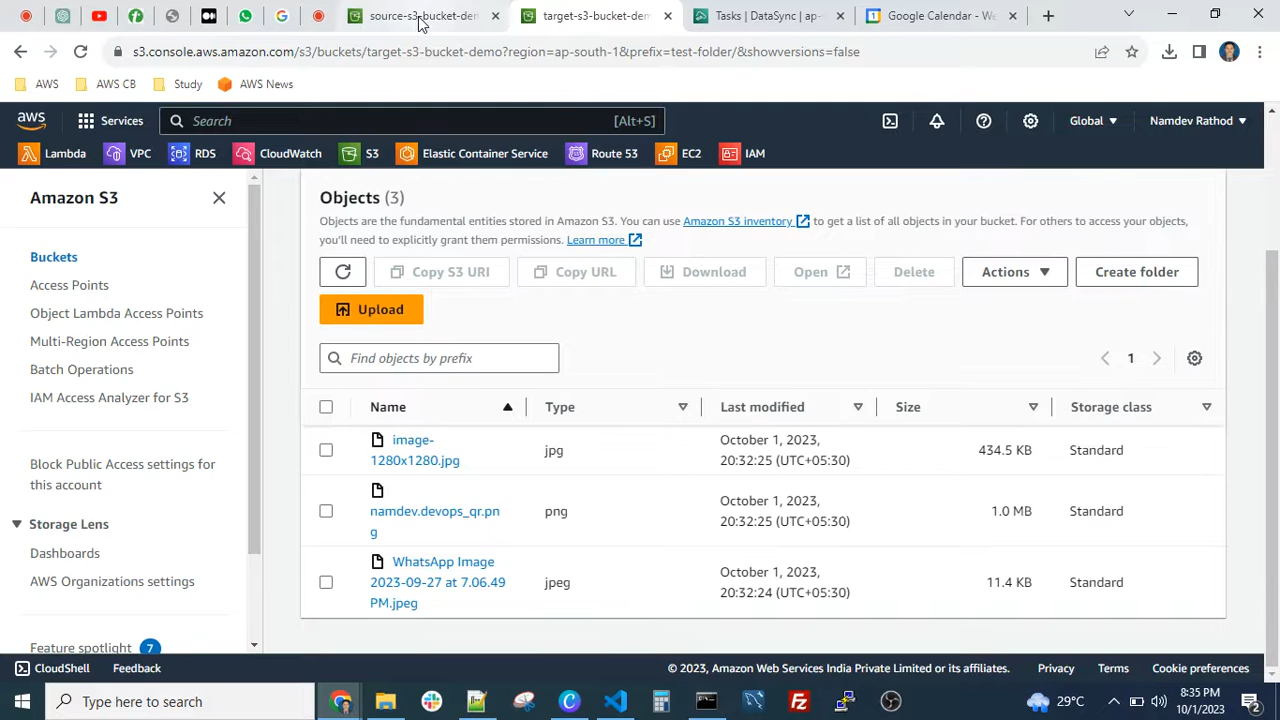 source-s3-bucket-dem
target-s3-bucket-dem
Tasks | DataSync | ap-
Google Calendar - We
s3.console.aws.amazon.com/s3/buckets/target-s3-bucket-demo?region=ap-south-1&prefix=test-folder/&showversions=false
AWS
AWS CB
Study
AWS News
aws
Services
Search
[Alt+S]
Global
Namdev Rathod
Lambda
VPC
RDS
CloudWatch
S3
Elastic Container Service
Route 53
EC2
IAM
Amazon S3
Buckets
Access Points
Object Lambda Access Points
Multi-Region Access Points
Batch Operations
IAM Access Analyzer for S3
Block Public Access settings for
this account
Storage Lens
Dashboards
AWS Organizations settings
Feature spotlight 7
Objects (3)
Objects are the fundamental entities stored in Amazon S3. You can use Amazon S3 inventory to get a list of all objects in your bucket. For others to access your objects,
you'll need to explicitly grant them permissions. Learn more
Copy S3 URI
Copy URL
Download
Open
Delete
Actions
Create folder
Upload
Find objects by prefix
1
Name
Type
Last modified
Size
Storage class
image-
1280x1280.jpg
jpg
October 1, 2023,
20:32:25 (UTC+05:30)
434.5 KB
Standard
namdev.devops_qr.pn
g
png
October 1, 2023,
20:32:25 (UTC+05:30)
1.0 MB
Standard
WhatsApp Image
2023-09-27 at 7.06.49
PM.jpeg
jpeg
October 1, 2023,
20:32:24 (UTC+05:30)
11.4 KB
Standard
CloudShell
Feedback
© 2023, Amazon Web Services India Private Limited or its affiliates.
Privacy
Terms
Cookie preferences
Type here to search
29°C
8:35 PM
10/1/2023
2